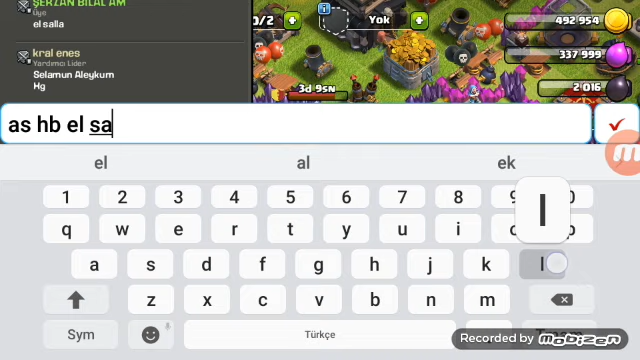 ŞERZAN BİLAL AM
Üye
el salla
kral enes
Yardımcı Lider
Selamun Aleykum
Hg
0/2
Yok
492 954
337 999
2 016
3d 9SN
as hb el sa
el al ek
1 2 3 4 5 6 7 8 9 0
q w e r t y u i o p
a s d f g h j k l
l
z x c v b n m
Sym Türkçe
Recorded by mobizen